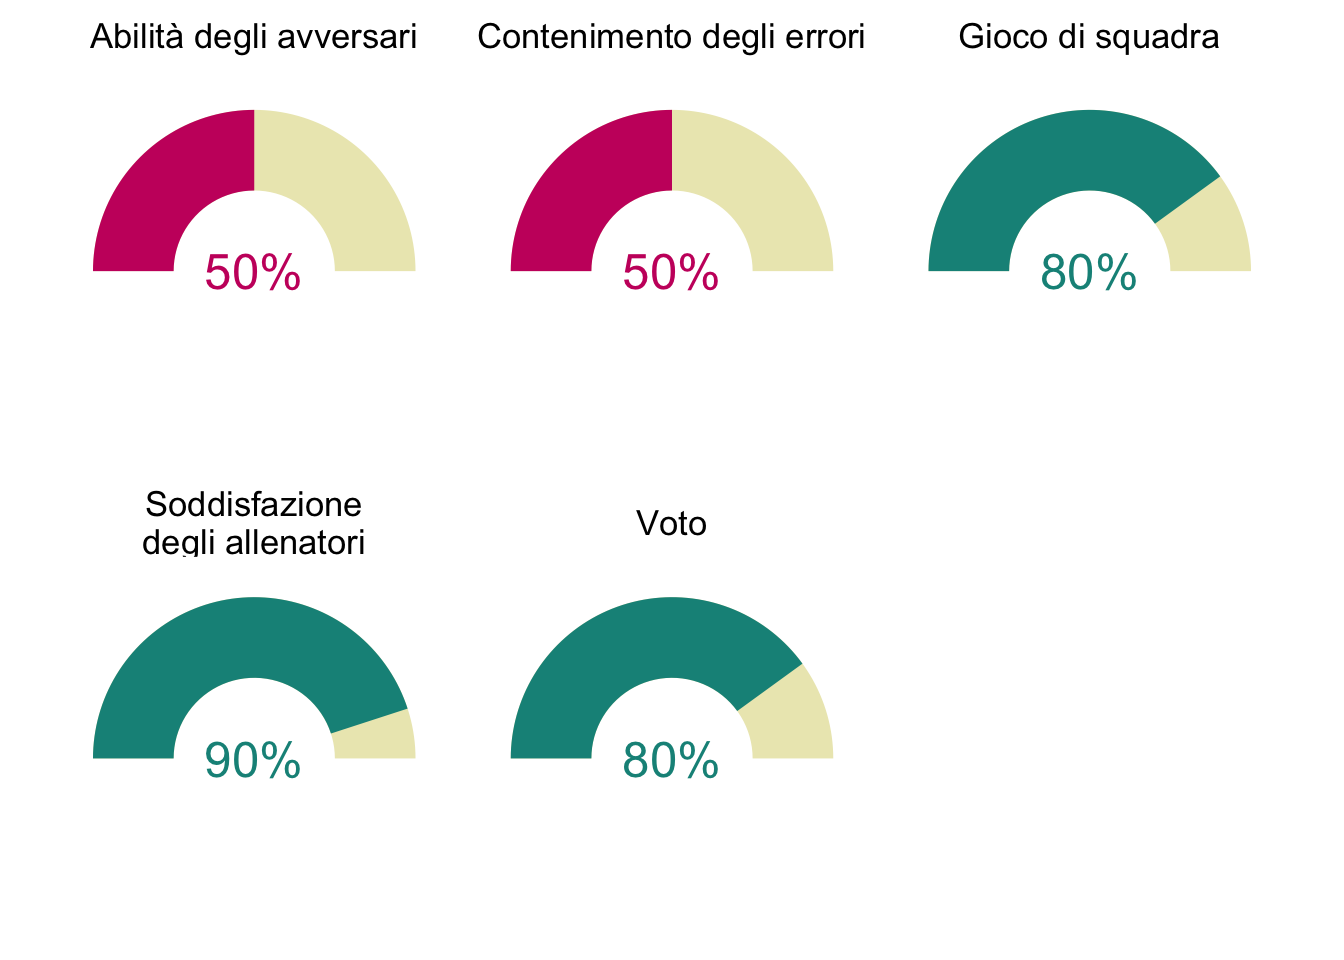 Abilità degli avversari
Contenimento degli errori
Gioco di squadra
50%
50%
80%
Soddisfazione
degli allenatori
Voto
90%
80%